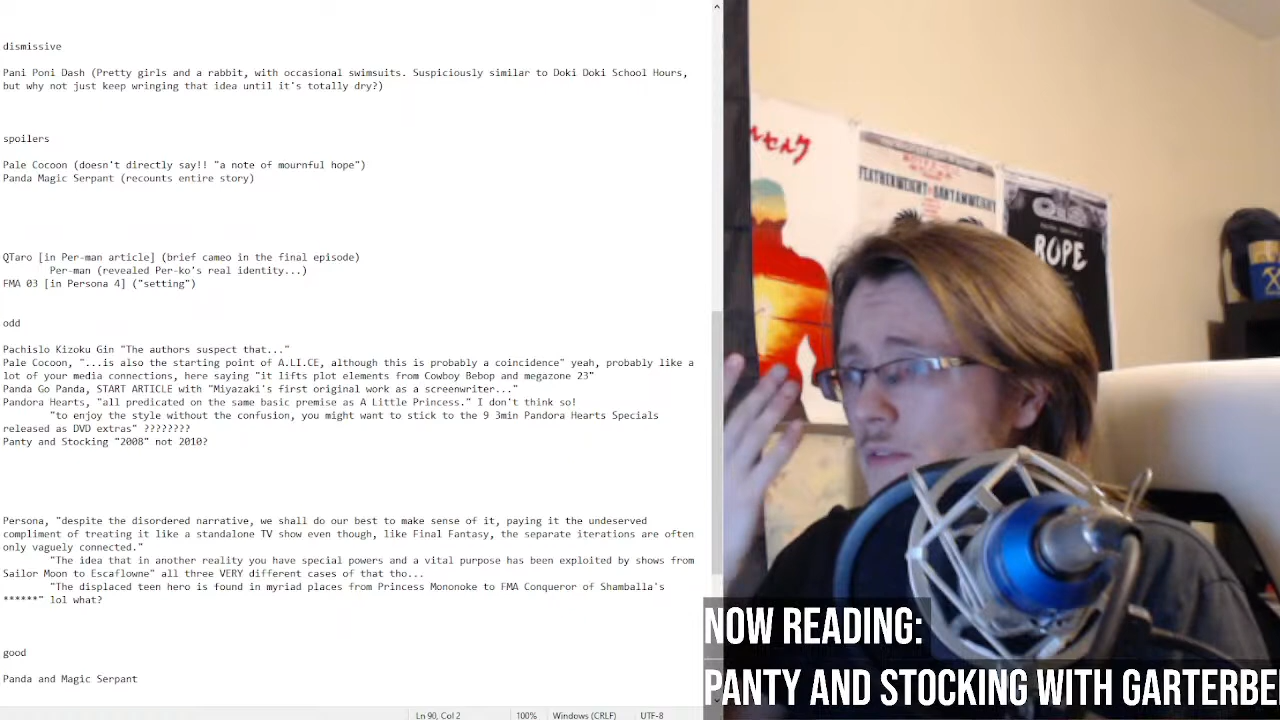 dismissive
Pani Poni Dash (Pretty girls and a rabbit, with occasional swimsuits. Suspiciously similar to Doki Doki School Hours,
but why not just keep wringing that idea until it's totally dry?)
spoilers
Pale Cocoon (doesn't directly say!! "a note of mournful hope")
Panda Magic Serpant (recounts entire story)
QTaro [in Per-man article] (brief cameo in the final episode)
Per-man (revealed Per-ko's real identity...)
FMA 03 [in Persona 4] ("setting")
odd
Pachislo Kizoku Gin "The authors suspect that..."
Pale Cocoon, "...is also the starting point of A.LI.CE, although this is probably a coincidence" yeah, probably like a
lot of your media connections, here saying "it lifts plot elements from Cowboy Bebop and megazone 23"
Panda Go Panda, START ARTICLE with "Miyazaki's first original work as a screenwriter..."
Pandora Hearts, "all predicated on the same basic premise as A Little Princess." I don't think so!
"to enjoy the style without the confusion, you might want to stick to the 9 3min Pandora Hearts Specials
released as DVD extras" ????????
Panty and Stocking "2008" not 2010?
Persona, "despite the disordered narrative, we shall do our best to make sense of it, paying it the undeserved
compliment of treating it like a standalone TV show even though, like Final Fantasy, the separate iterations are often
only vaguely connected."
"The idea that in another reality you have special powers and a vital purpose has been exploited by shows from
Sailor Moon to Escaflowne" all three VERY different cases of that tho...
"The displaced teen hero is found in myriad places from Princess Mononoke to FMA Conqueror of Shamballa's
******" lol what?
good
Panda and Magic Serpant
Ln 90, Col 2 100% Windows (CRLF) UTF-8
ルセルク
FEATHERWEIGHT BANTAMWEIGHT
ROPE
NOW READING:
PANTY AND STOCKING WITH GARTERBE